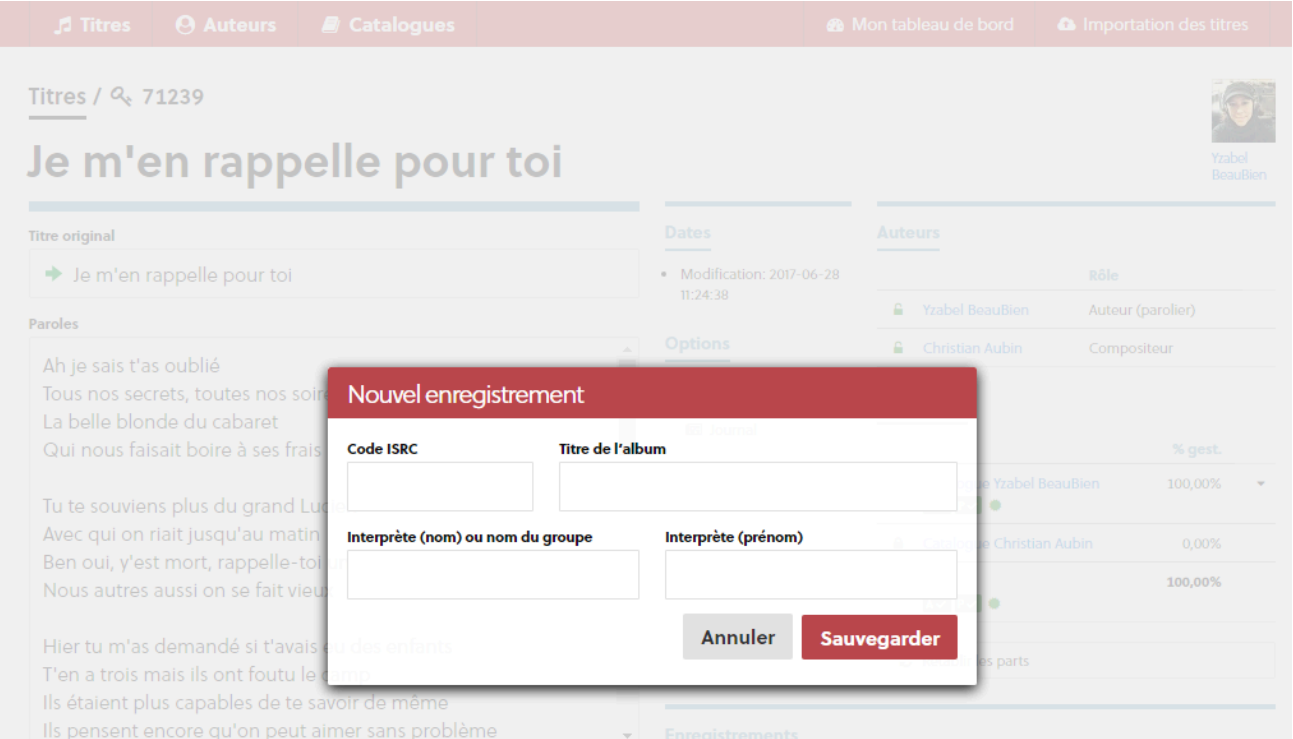 Titres
Auteurs
Catalogues
Mon tableau de bord
Importation des titres
Titres / 71239
Je m'en rappelle pour toi
Yzabel
BeauBien
Titre original
Je m'en rappelle pour toi
Paroles
Ah je sais t'as oublié
Tous nos secrets, toutes nos soir
La belle blonde du cabaret
Qui nous faisait boire à ses frais
Tu te souviens plus du grand Luc
Avec qui on riait jusqu'au matin
Ben oui, y'est mort, rappelle-toi
Nous autres aussi on se fait vieux
Hier tu m'as demandé si t'avais eu des enfants
T'en a trois mais ils ont foutu le camp
Ils étaient plus capables de te savoir de même
Ils pensent encore qu'on peut aimer sans problème
Dates
Modification: 2017-06-28
11:24:38
Options
Journal
Auteurs
Rôle
Yzabel BeauBien Auteur (parolier)
Christian Aubin Compositeur
% gest.
Yzabel BeauBien 100,00%
Catalogue Christian Aubin 0,00%
100,00%
les parts
Enregistrements
Nouvel enregistrement
Code ISRC
Titre de l'album
Interprète (nom) ou nom du groupe
Interprète (prénom)
Annuler
Sauvegarder